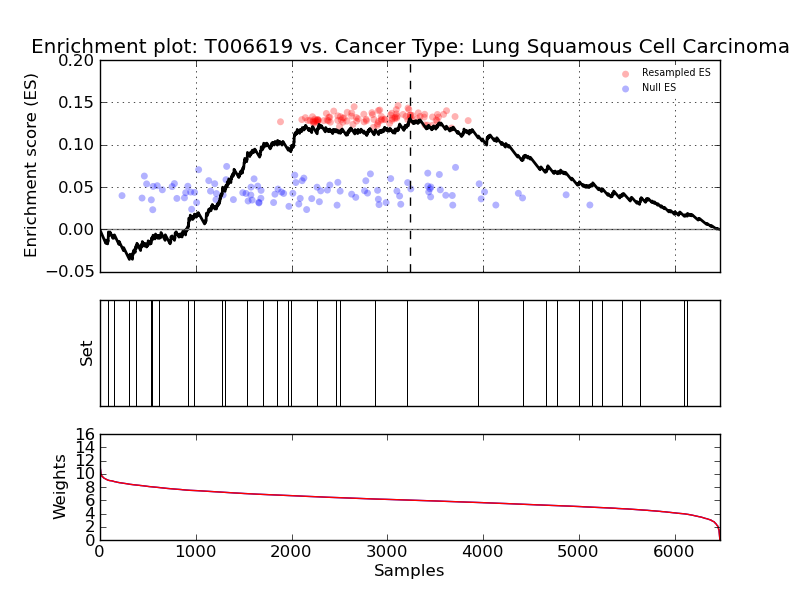 Enrichment plot: T006619 vs. Cancer Type: Lung Squamous Cell Carcinoma
Enrichment score (ES)
0.20
0.15
0.10
0.05
0.00
−0.05
Resampled ES
Null ES
Set
Weights
16
14
12
10
8
6
4
2
0
0 1000 2000 3000 4000 5000 6000
Samples